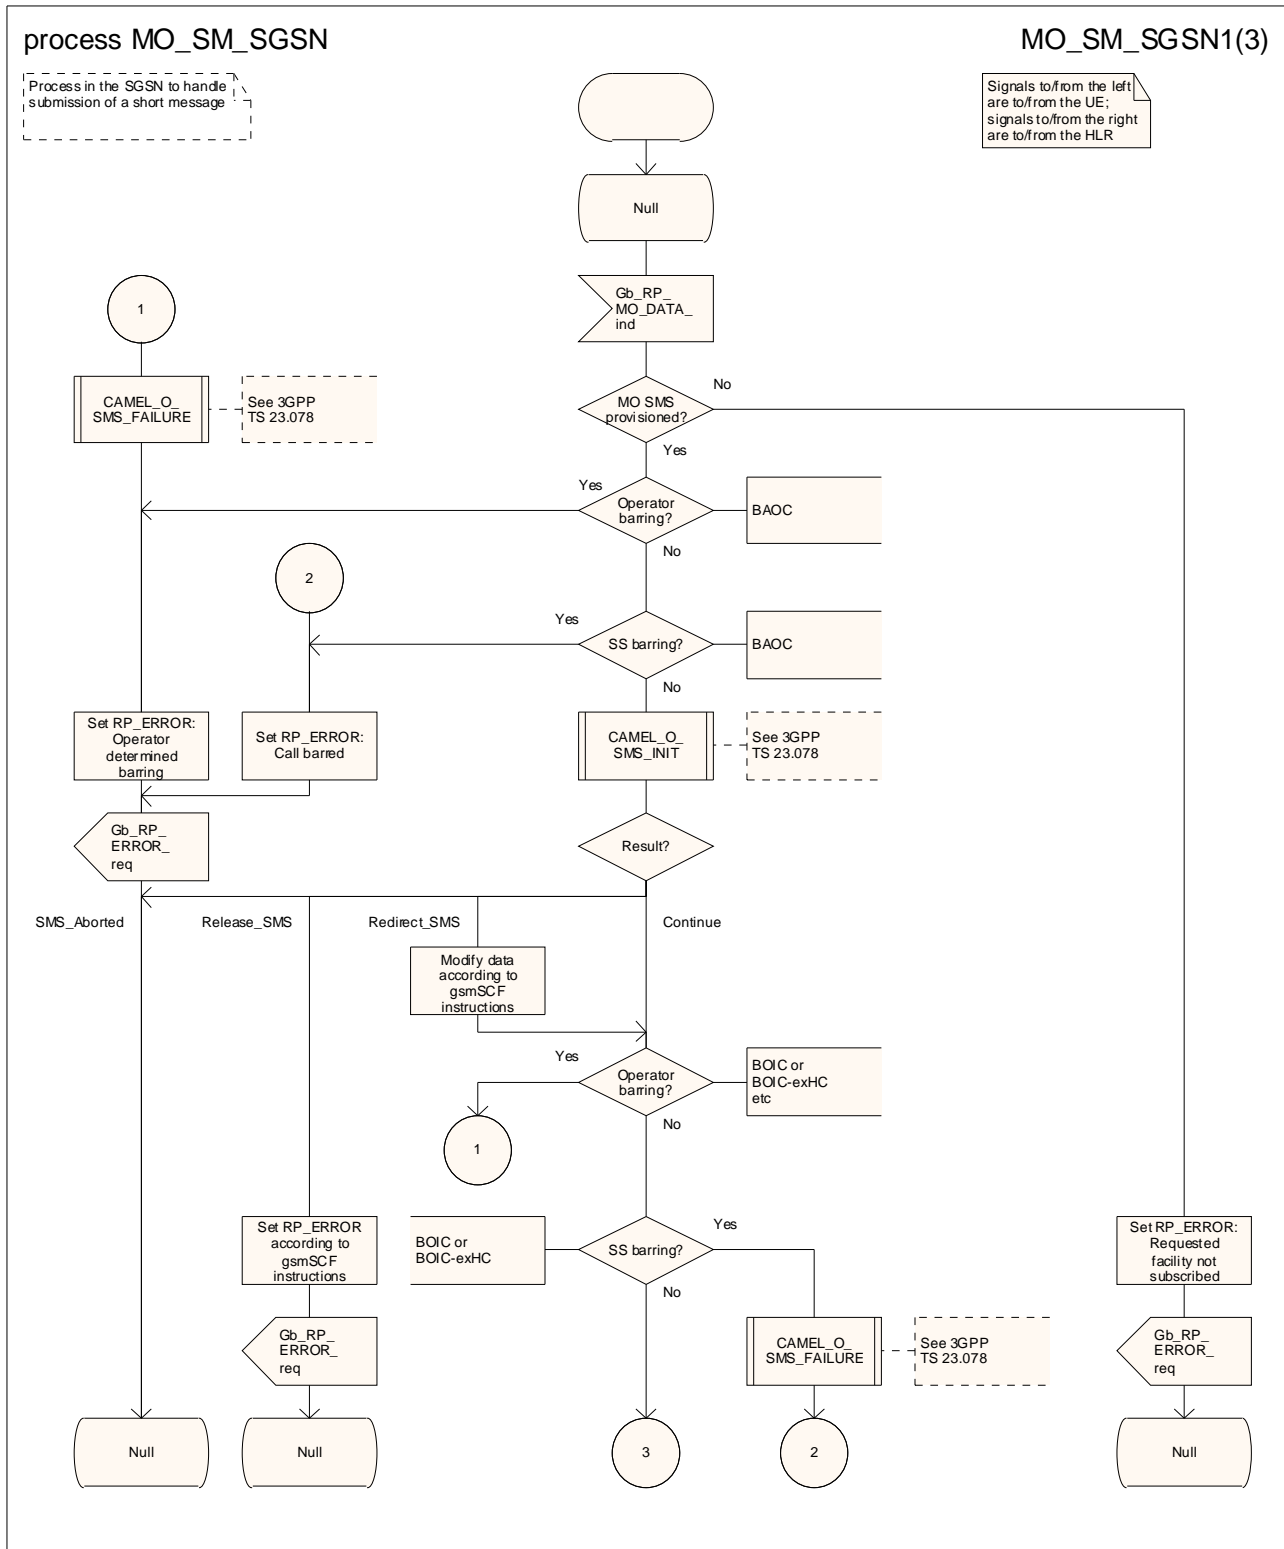 process MO_SM_SGSN
MO_SM_SGSN1(3)
Process in the SGSN to handle
submission of a short message
Signals to/from the left
are to/from the UE;
signals to/from the right
are to/from the HLR
Null
Gb_RP_
MO_DATA_
ind
1
CAMEL_O_
SMS_FAILURE
See 3GPP
TS 23.078
MO SMS
provisioned?
No
Yes
Yes
Operator
barring?
BAOC
No
2
Yes
SS barring?
BAOC
No
Set RP_ERROR:
Operator
determined
barring
Set RP_ERROR:
Call barred
CAMEL_O_
SMS_INIT
See 3GPP
TS 23.078
Gb_RP_
ERROR_
req
Result?
SMS_Aborted
Release_SMS
Redirect_SMS
Continue
Modify data
according to
gsmSCF
instructions
Yes
Operator
barring?
BOIC or
BOIC-exHC
etc
No
1
Set RP_ERROR
according to
gsmSCF
instructions
BOIC or
BOIC-exHC
SS barring?
Yes
No
Set RP_ERROR:
Requested
facility not
subscribed
Gb_RP_
ERROR_
req
CAMEL_O_
SMS_FAILURE
See 3GPP
TS 23.078
Gb_RP_
ERROR_
req
Null
Null
3
2
Null